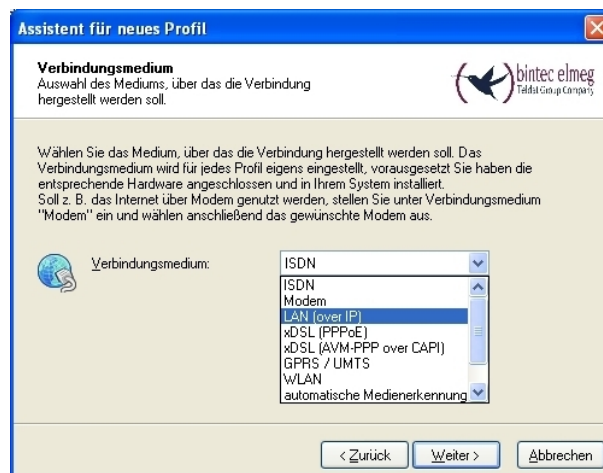 Assistent für neues Profil
Verbindungsmedium
Auswahl des Mediums, über das die Verbindung
hergestellt werden soll.
bintec elmeg
Teldat Group Company
Wählen Sie das Medium, über das die Verbindung hergestellt werden soll. Das
Verbindungsmedium wird für jedes Profil eigens eingestellt, vorausgesetzt Sie haben die
entsprechende Hardware angeschlossen und in Ihrem System installiert.
Soll z. B. das Internet über Modem genutzt werden, stellen Sie unter Verbindungsmedium
"Modem" ein und wählen anschließend das gewünschte Modem aus.
Verbindungsmedium:
ISDN
ISDN
Modem
LAN (over IP)
xDSL (PPPoE)
xDSL (AVM-PPP over CAPI)
GPRS / UMTS
WLAN
automatische Medienerkennung
< Zurück
Weiter >
Abbrechen